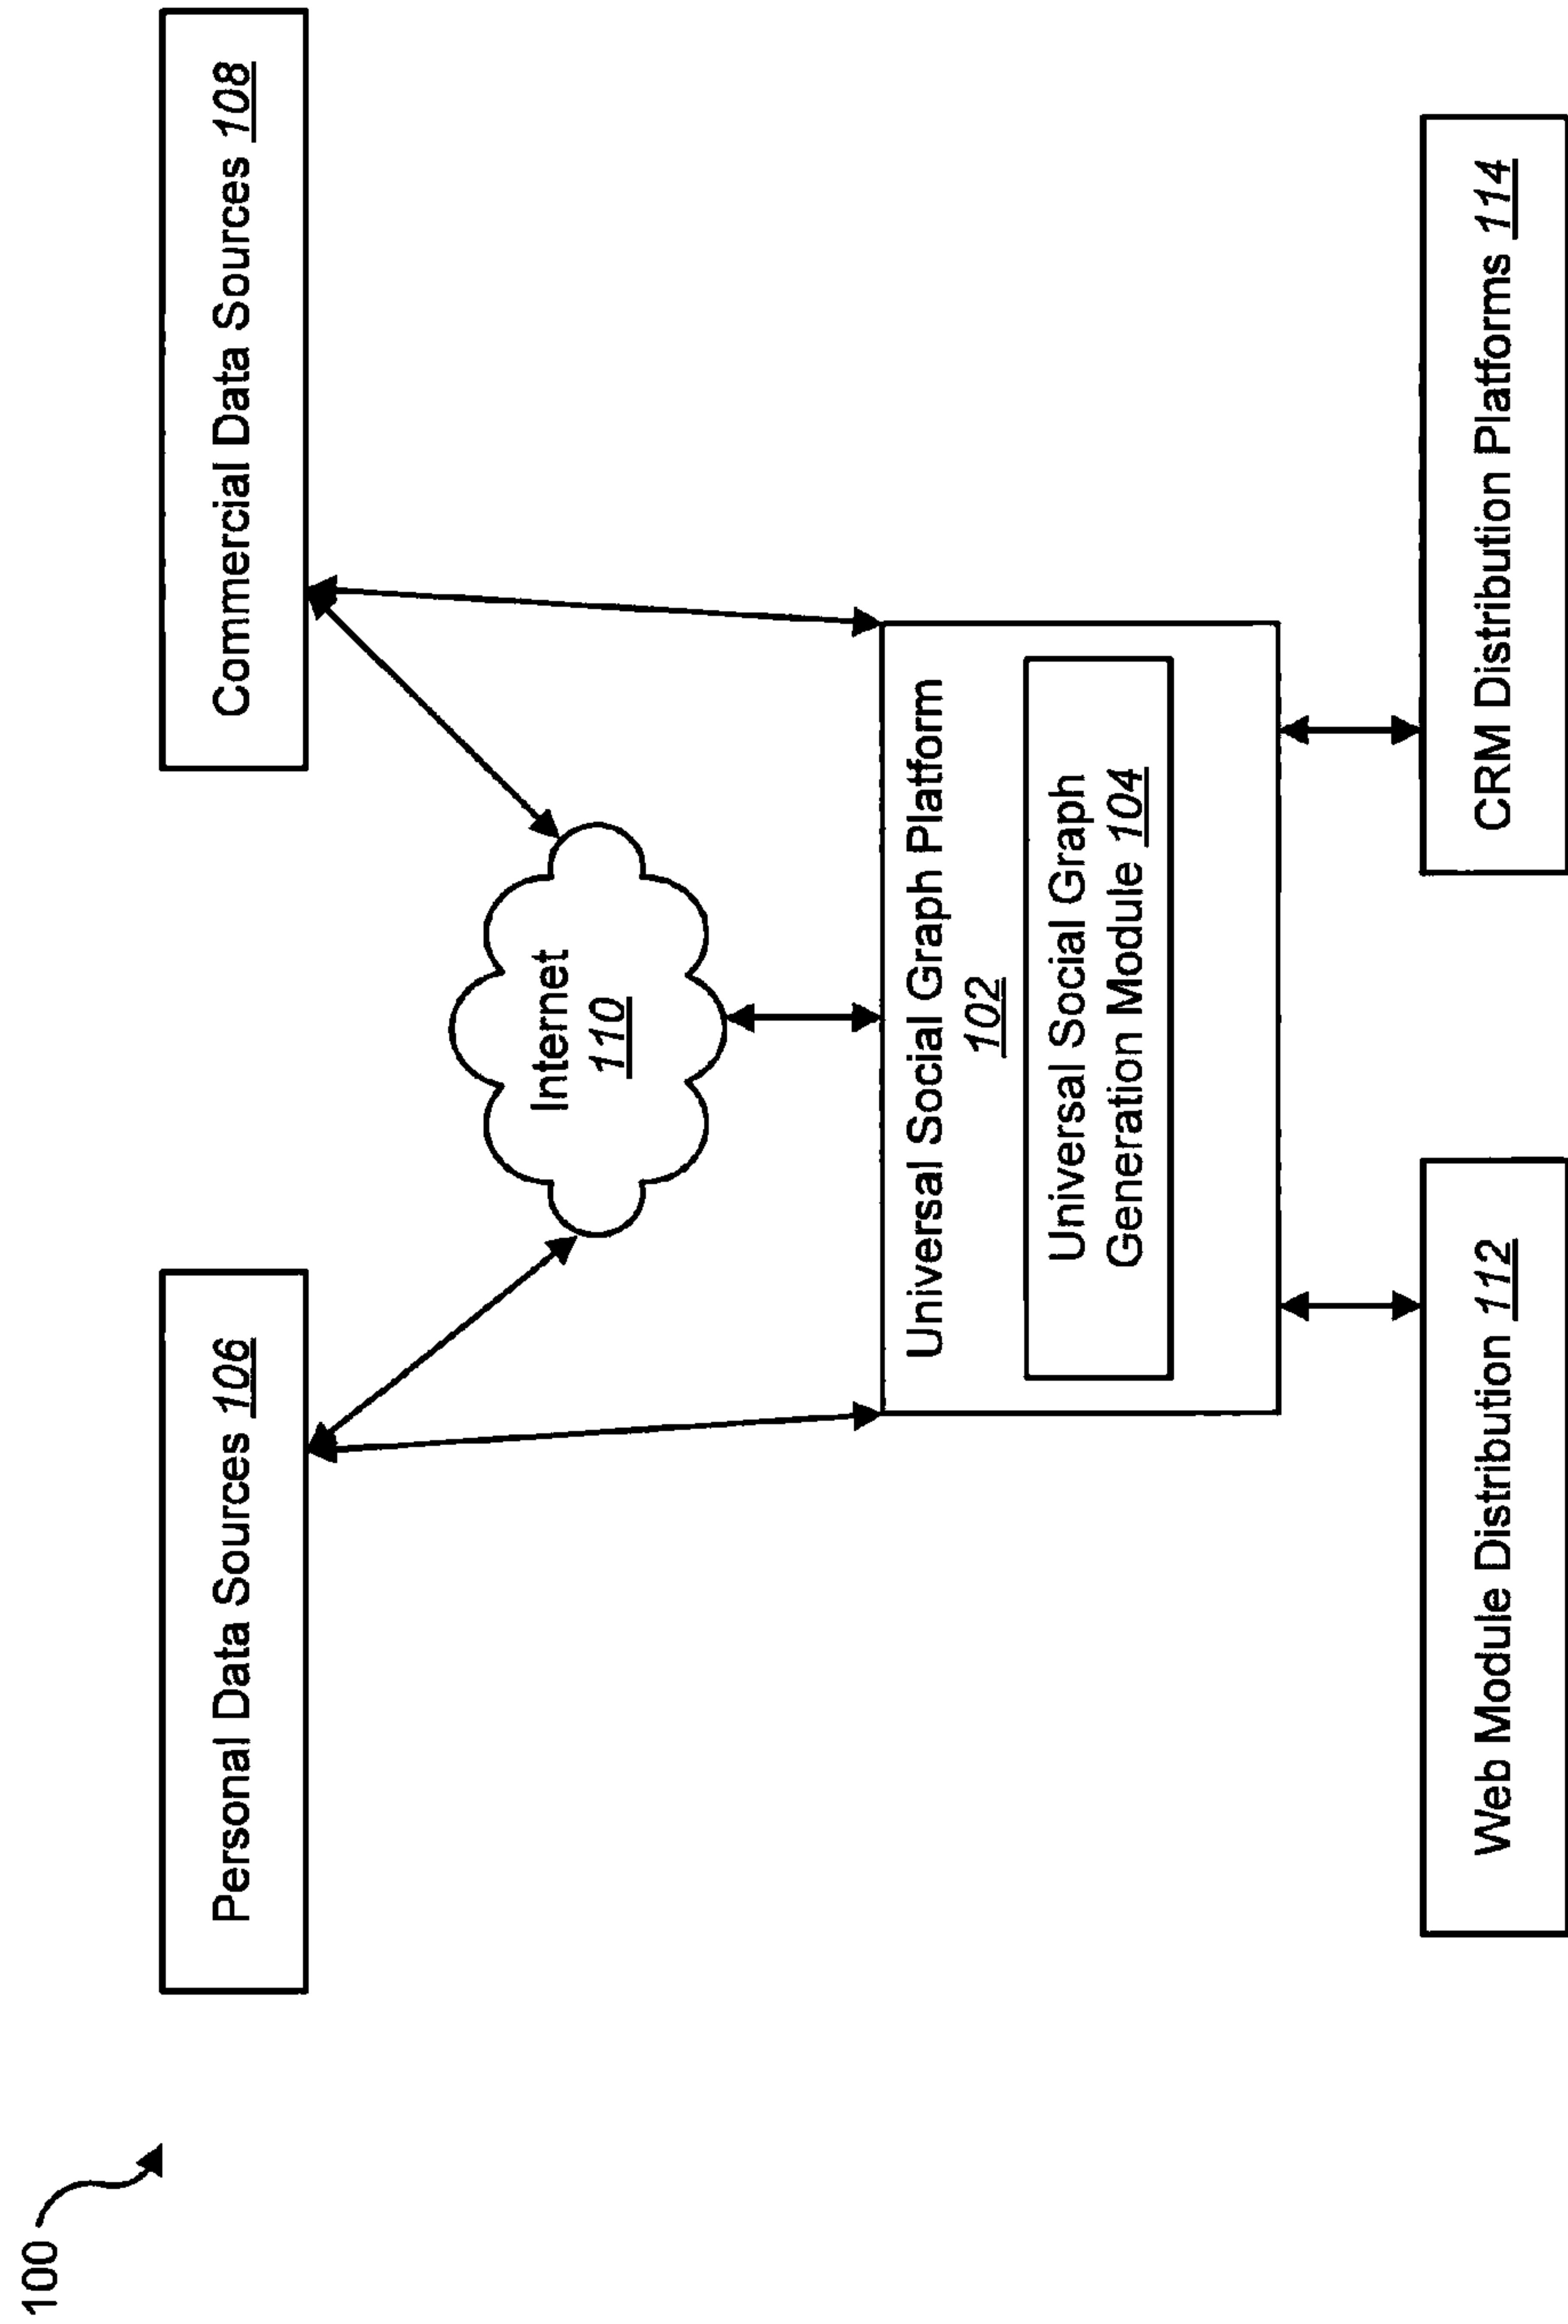 100
Personal Data Sources 106
Commercial Data Sources 108
Internet
110
Universal Social Graph Platform
102
Universal Social Graph
Generation Module 104
Web Module Distribution 112
CRM Distribution Platforms 114